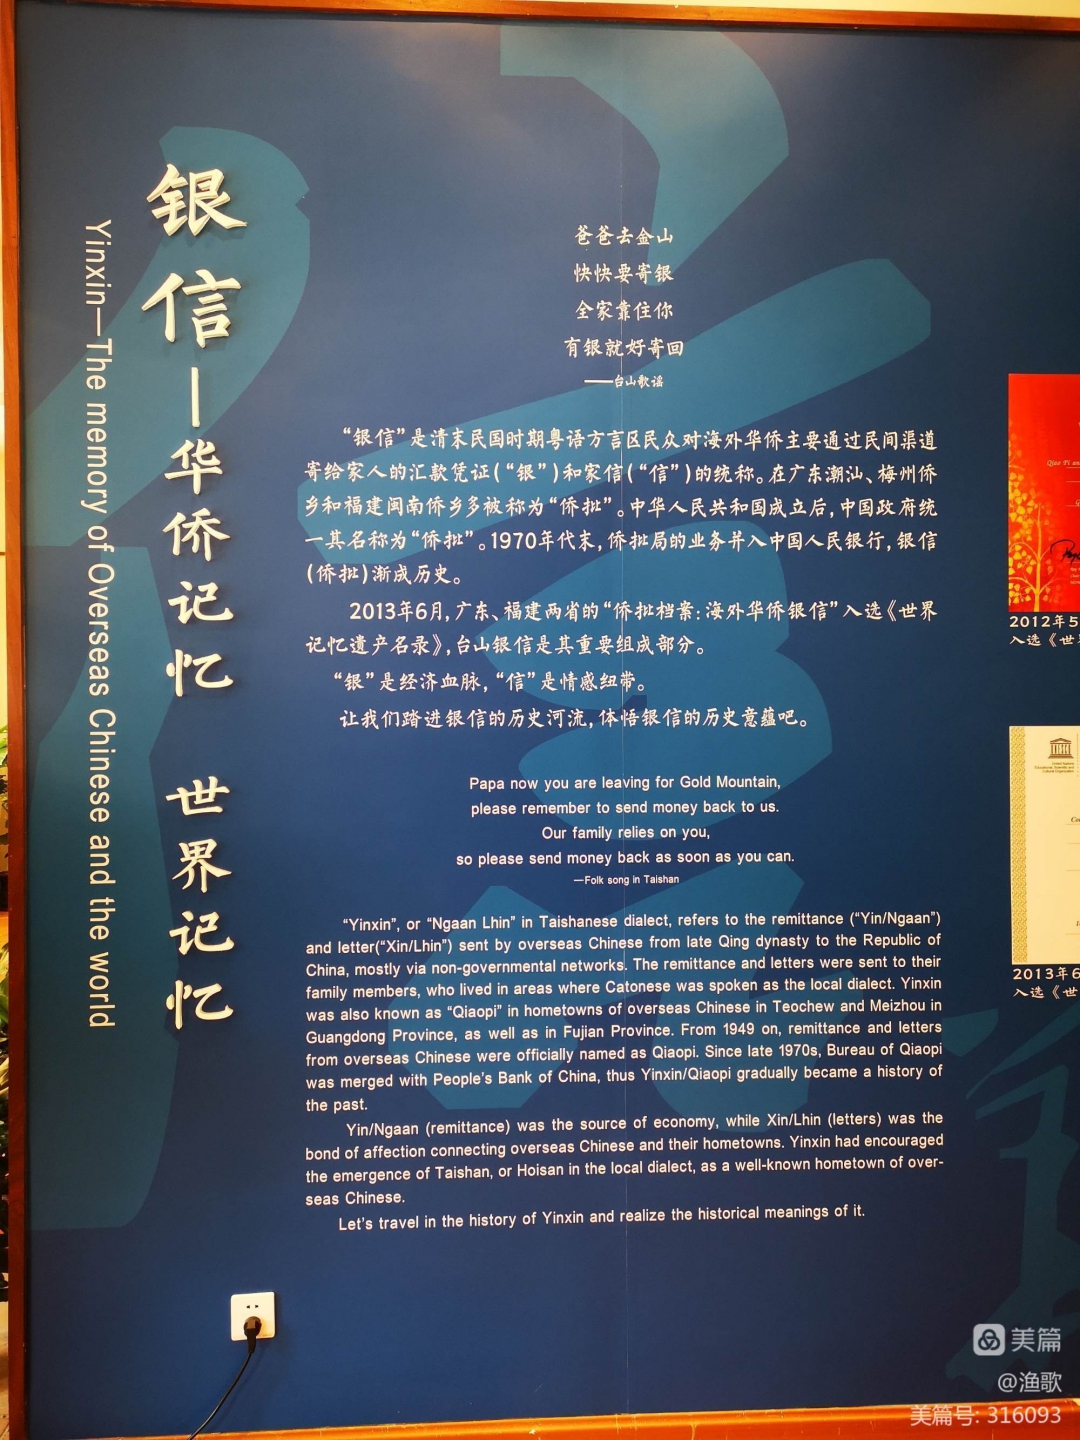 银信—华侨记忆 世界记忆
Yinxin—The memory of Overseas Chinese and the world
爸爸去金山
快快要寄银
全家靠住你
有银就好寄回
——台山歌谣
“银信”是清末民国时期粤语方言区民众对海外华侨主要通过民间渠道
寄给家人的汇款凭证(“银”)和家信(“信”)的统称。在广东潮汕、梅州侨
乡和福建闽南侨乡多被称为“侨批”。中华人民共和国成立后，中国政府统
一其名称为“侨批”。1970年代末，侨批局的业务并入中国人民银行，银信
(侨批)渐成历史。
2013年6月，广东、福建两省的“侨批档案：海外华侨银信”入选《世界
记忆遗产名录》，台山银信是其重要组成部分。
“银”是经济血脉，“信”是情感纽带。
让我们踏进银信的历史河流，体悟银信的历史意蕴吧。
Papa now you are leaving for Gold Mountain,
please remember to send money back to us.
Our family relies on you,
so please send money back as soon as you can.
—Folk song in Taishan
“Yinxin”, or “Ngaan Lhin” in Taishanese dialect, refers to the remittance (“Yin/Ngaan”)
and letter(“Xin/Lhin”) sent by overseas Chinese from late Qing dynasty to the Republic of
China, mostly via non-governmental networks. The remittance and letters were sent to their
family members, who lived in areas where Catonese was spoken as the local dialect. Yinxin
was also known as “Qiaopi” in hometowns of overseas Chinese in Teochew and Meizhou in
Guangdong Province, as well as in Fujian Province. From 1949 on, remittance and letters
from overseas Chinese were officially named as Qiaopi. Since late 1970s, Bureau of Qiaopi
was merged with People’s Bank of China, thus Yinxin/Qiaopi gradually became a history of
the past.
Yin/Ngaan (remittance) was the source of economy, while Xin/Lhin (letters) was the
bond of affection connecting overseas Chinese and their hometowns. Yinxin had encouraged
the emergence of Taishan, or Hoisan in the local dialect, as a well-known hometown of over-
seas Chinese.
Let’s travel in the history of Yinxin and realize the historical meanings of it.
Qiao Pi an
2012年5
入选《世
2013年6
入选《世
美篇
@渔歌
美篇号: 316093